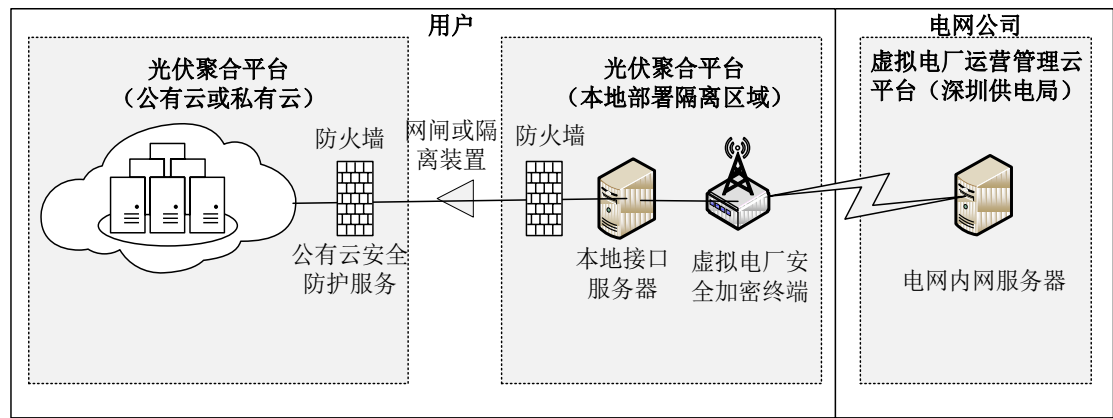 用户
电网公司
光伏聚合平台
（公有云或私有云）
防火墙
公有云安全
防护服务
网闸或隔
离装置
光伏聚合平台
（本地部署隔离区域）
防火墙
本地接口
服务器
虚拟电厂安
全加密终端
虚拟电厂运营管理云
平台（深圳供电局）
电网内网服务器